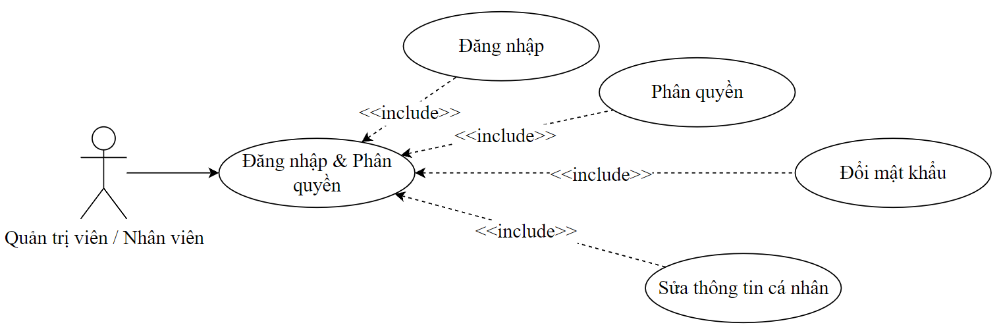 Đăng nhập
Phân quyền
<<include>>
<<include>>
Đăng nhập & Phân
quyền
<<include>>
Đổi mật khẩu
<<include>>
Quản trị viên / Nhân viên
Sửa thông tin cá nhân